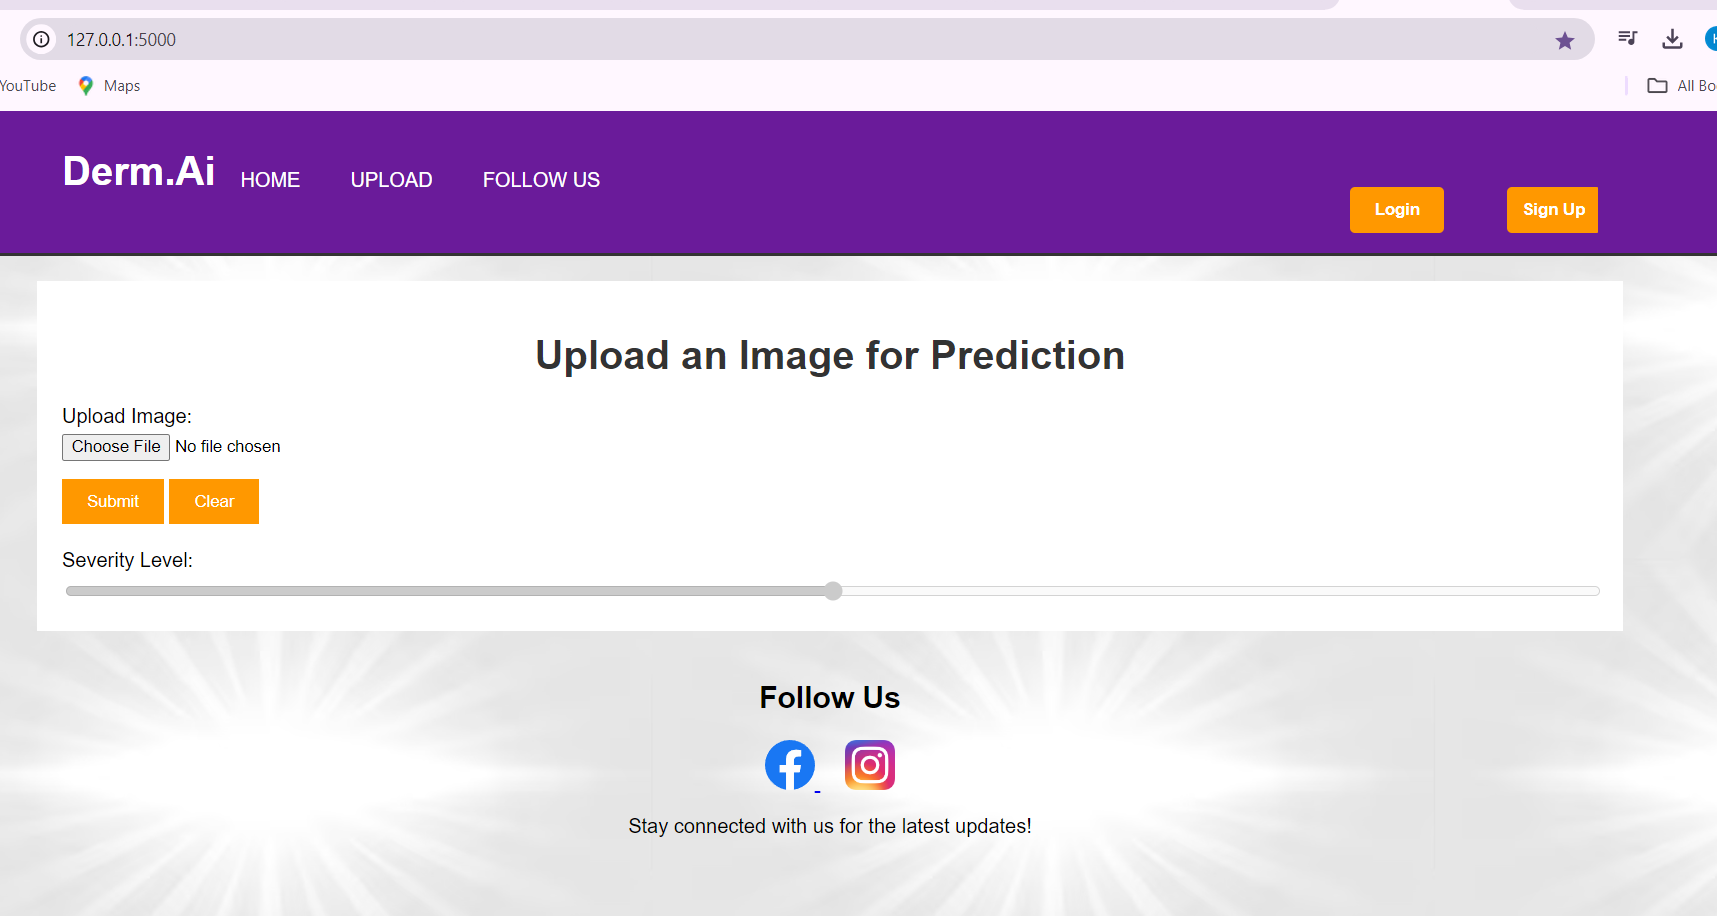 127.0.0.1:5000
YouTube Maps All Bo
Derm.Ai HOME UPLOAD FOLLOW US
Login Sign Up
Upload an Image for Prediction
Upload Image:
Choose File No file chosen
Submit Clear
Severity Level:
Follow Us
Stay connected with us for the latest updates!